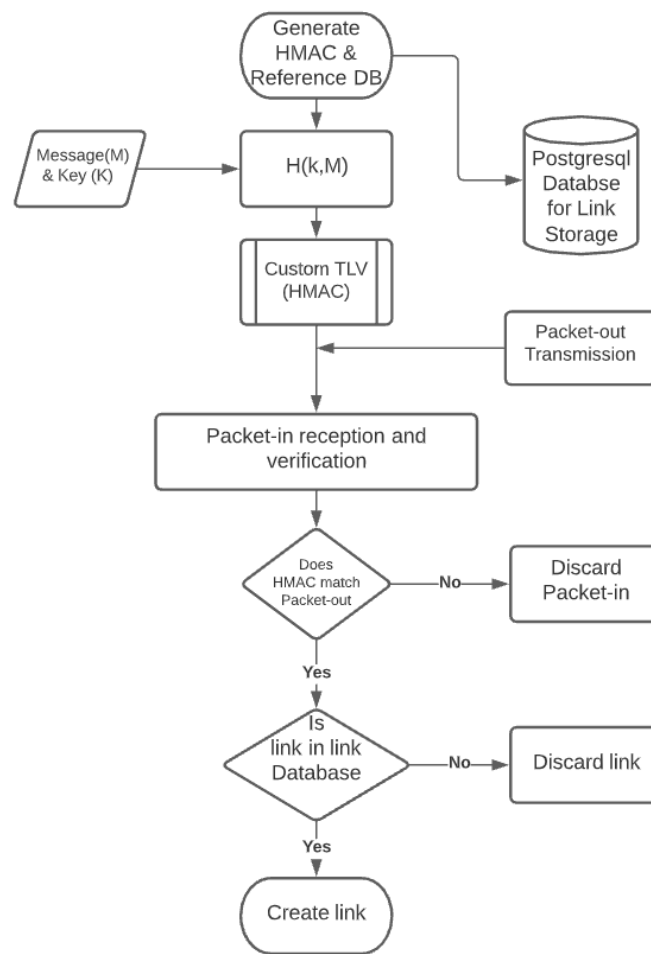 Generate
HMAC &
Reference DB
Message(M)
& Key (K)
H(k,M)
Postgresql
Databse
for Link
Storage
Custom TLV
(HMAC)
Packet-out
Transmission
Packet-in reception and
verification
Does
HMAC match
Packet-out
No
Discard
Packet-in
Yes
Is
link in link
Database
No
Discard link
Yes
Create link